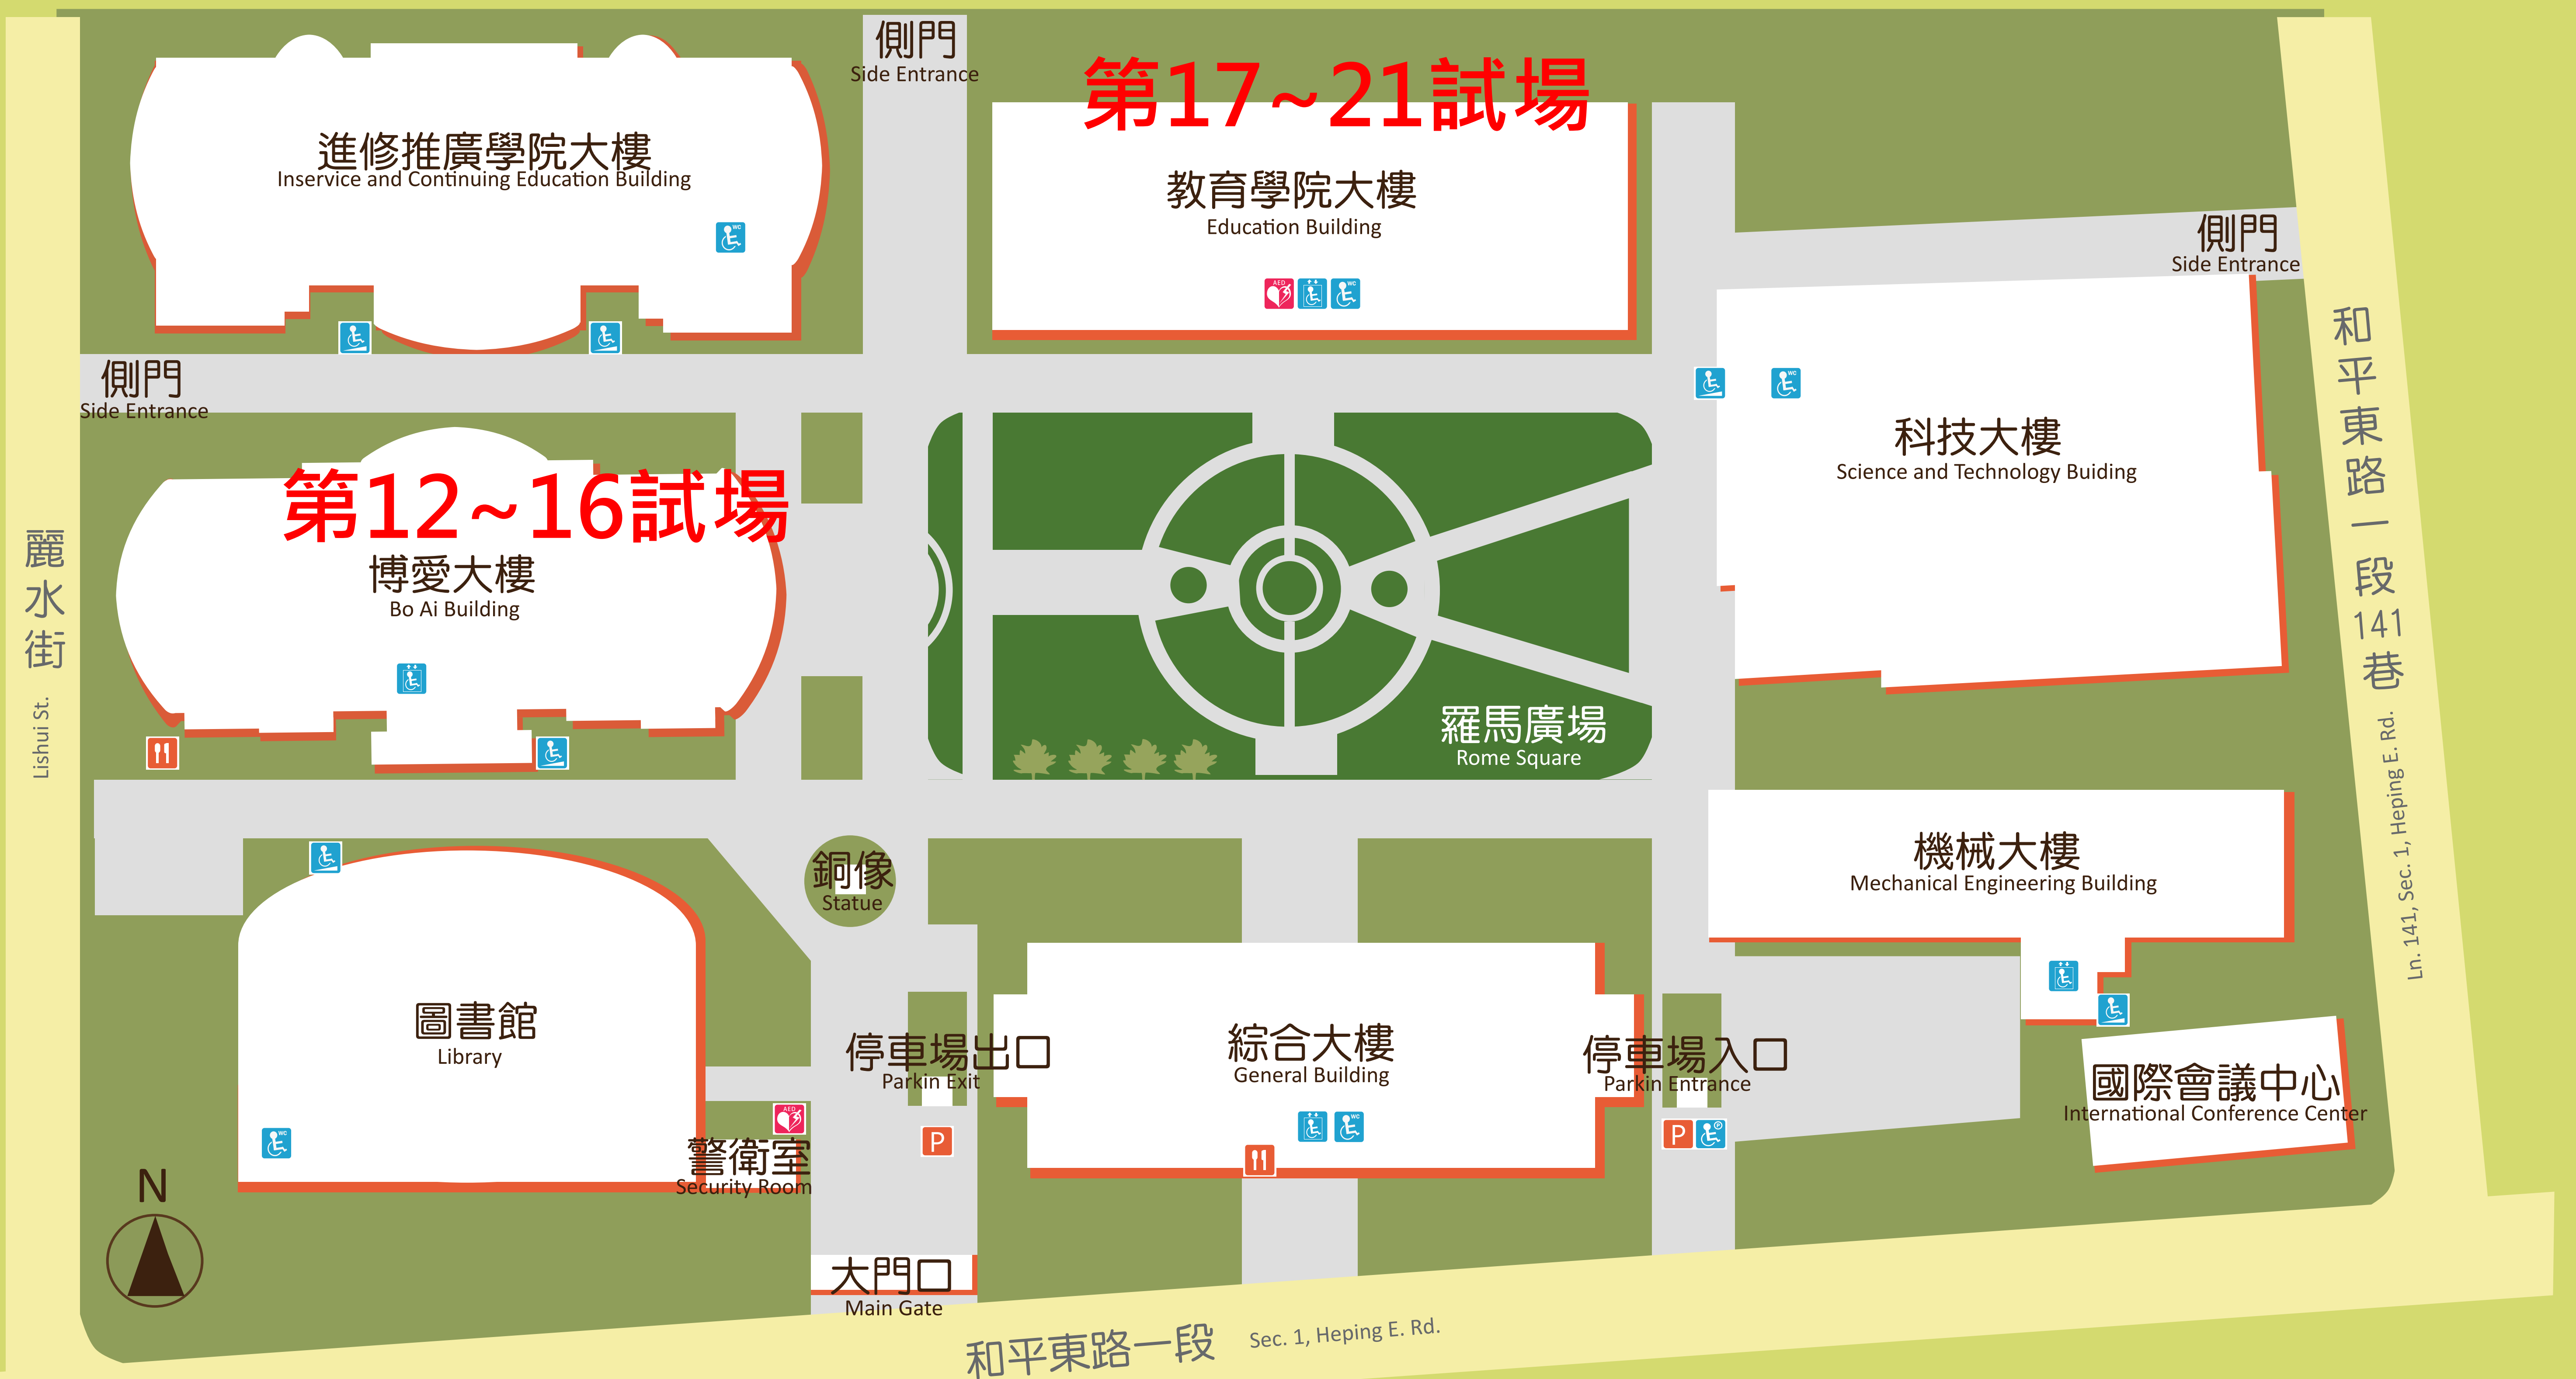 側門
Side Entrance
第17~21試場
進修推廣學院大樓
Inservice and Continuing Education Building
教育學院大樓
Education Building
側門
Side Entrance
側門
Side Entrance
和平東路一段141巷
Ln. 141, Sec. 1, Heping E. Rd.
科技大樓
Science and Technology Buiding
第12~16試場
博愛大樓
Bo Ai Building
麗水街
Lishui St.
羅馬廣場
Rome Square
銅像
Statue
機械大樓
Mechanical Engineering Building
圖書館
Library
停車場出口
Parkin Exit
綜合大樓
General Building
停車場入口
Parkin Entrance
國際會議中心
International Conference Center
AED
WC
WC
WC
WC
WC
AED
P
P
P
警衛室
Security Room
N
大門口
Main Gate
和平東路一段
Sec. 1, Heping E. Rd.